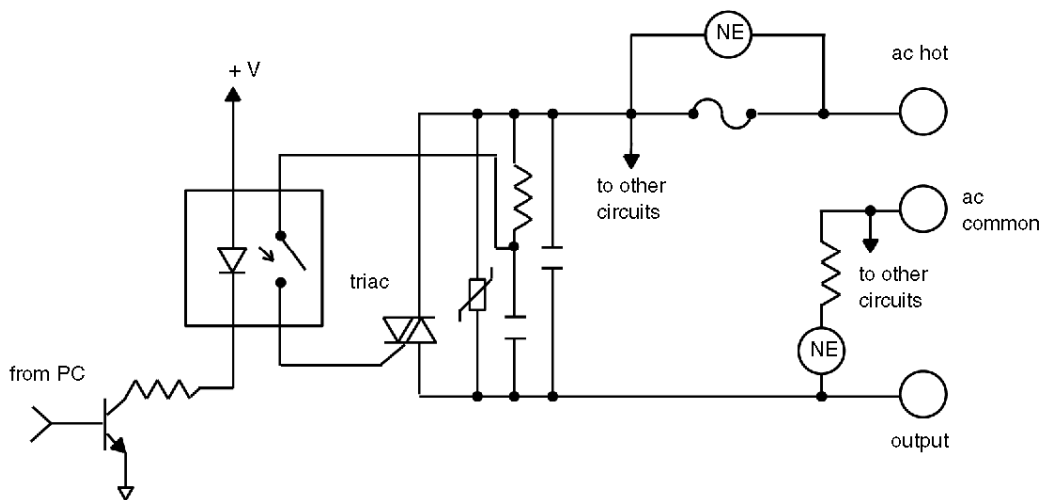 NE
ac hot
+ V
to other
circuits
ac
common
to other
circuits
triac
NE
from PC
output